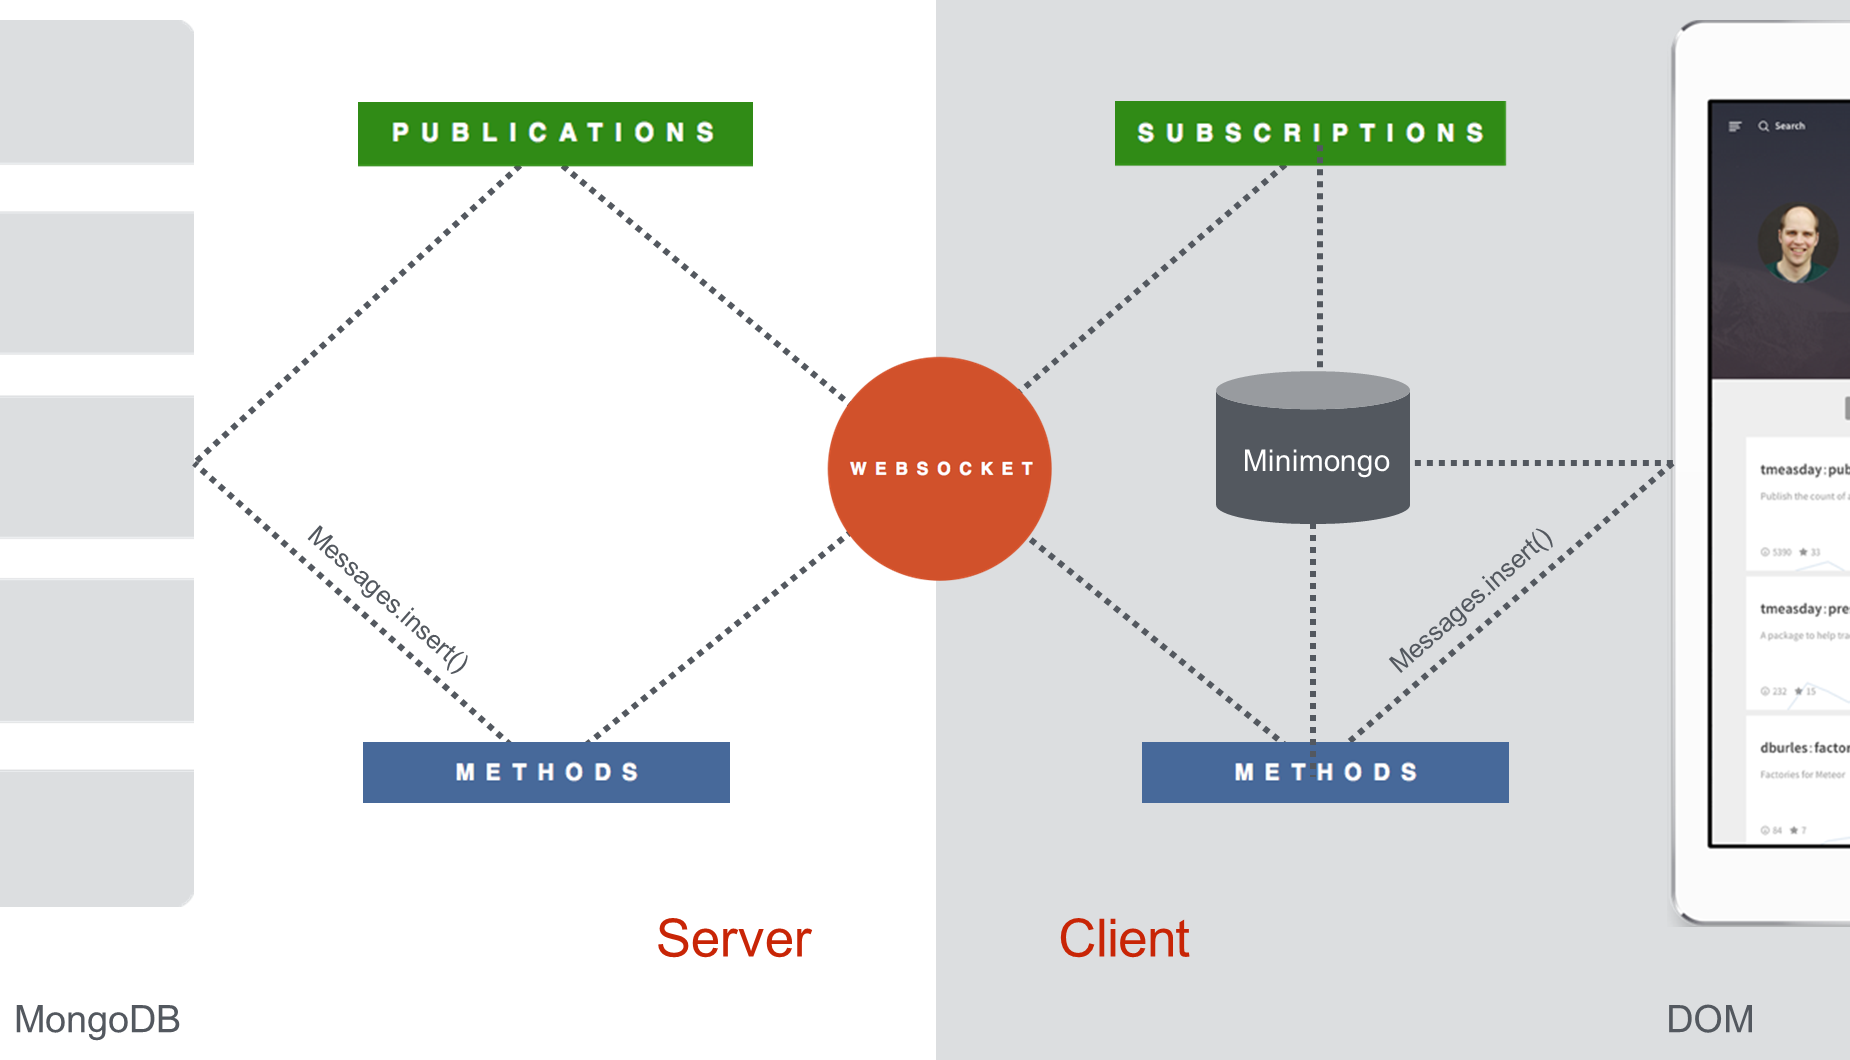 PUBLICATIONS
SUBSCRIPTIONS
Search
WEBSOCKET
Minimongo
tmeasday:pub
Publish the count of a
5390 33
Messages.insert()
Messages.insert()
tmeasday:pre
A package to help tra
232 15
METHODS
METHODS
dburles:factor
Factories for Meteor
84 7
Server
Client
MongoDB
DOM